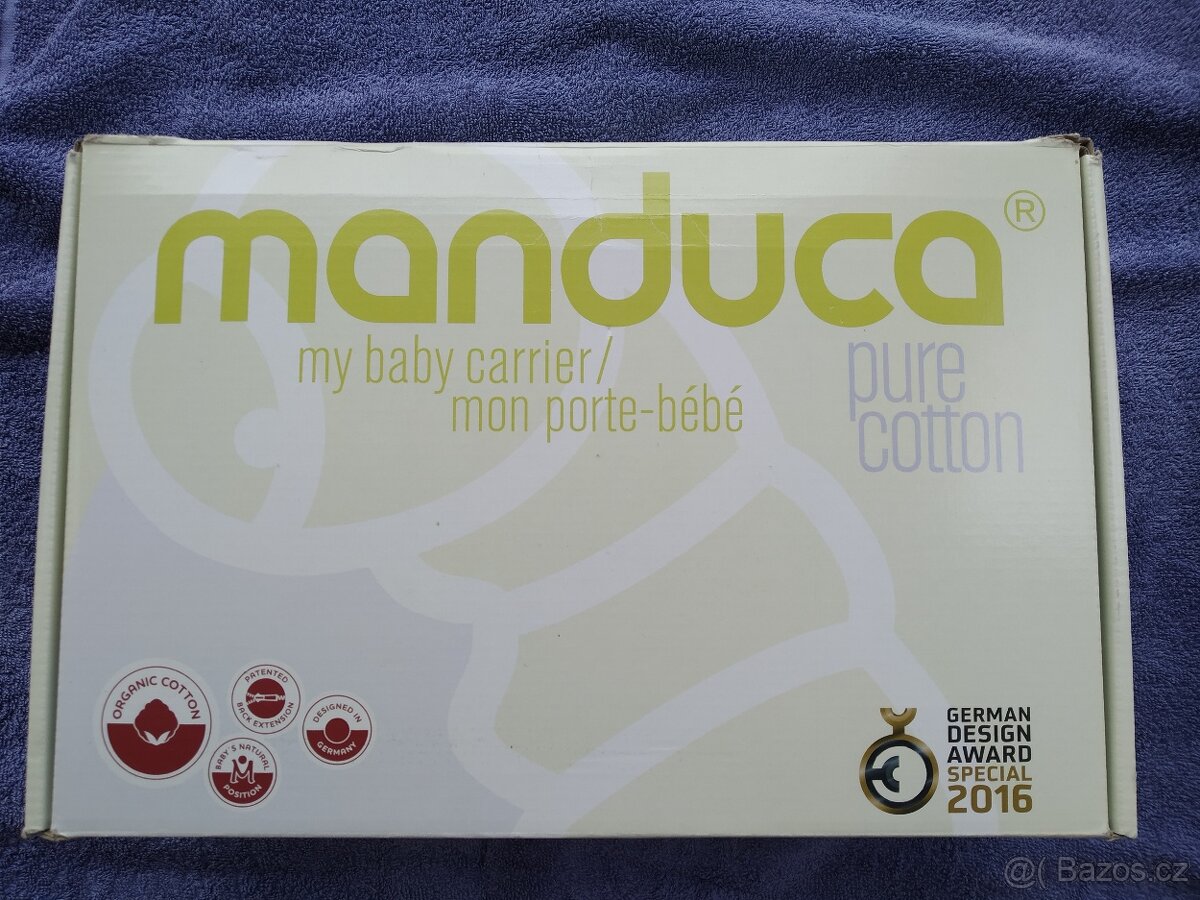 manduca®
my baby carrier/
mon porte-bébé
pure
cotton
ORGANIC COTTON
PATENTED
BACK EXTENSION
DESIGNED IN
GERMANY
BABY'S NATURAL
POSITION
GERMAN
DESIGN
AWARD
SPECIAL
2016
@( Bazos.cz